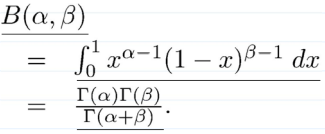 B(α, β)
= ∫₀¹ x^{α−1}(1 − x)^{β−1} dx
= Γ(α)Γ(β) / Γ(α+β).